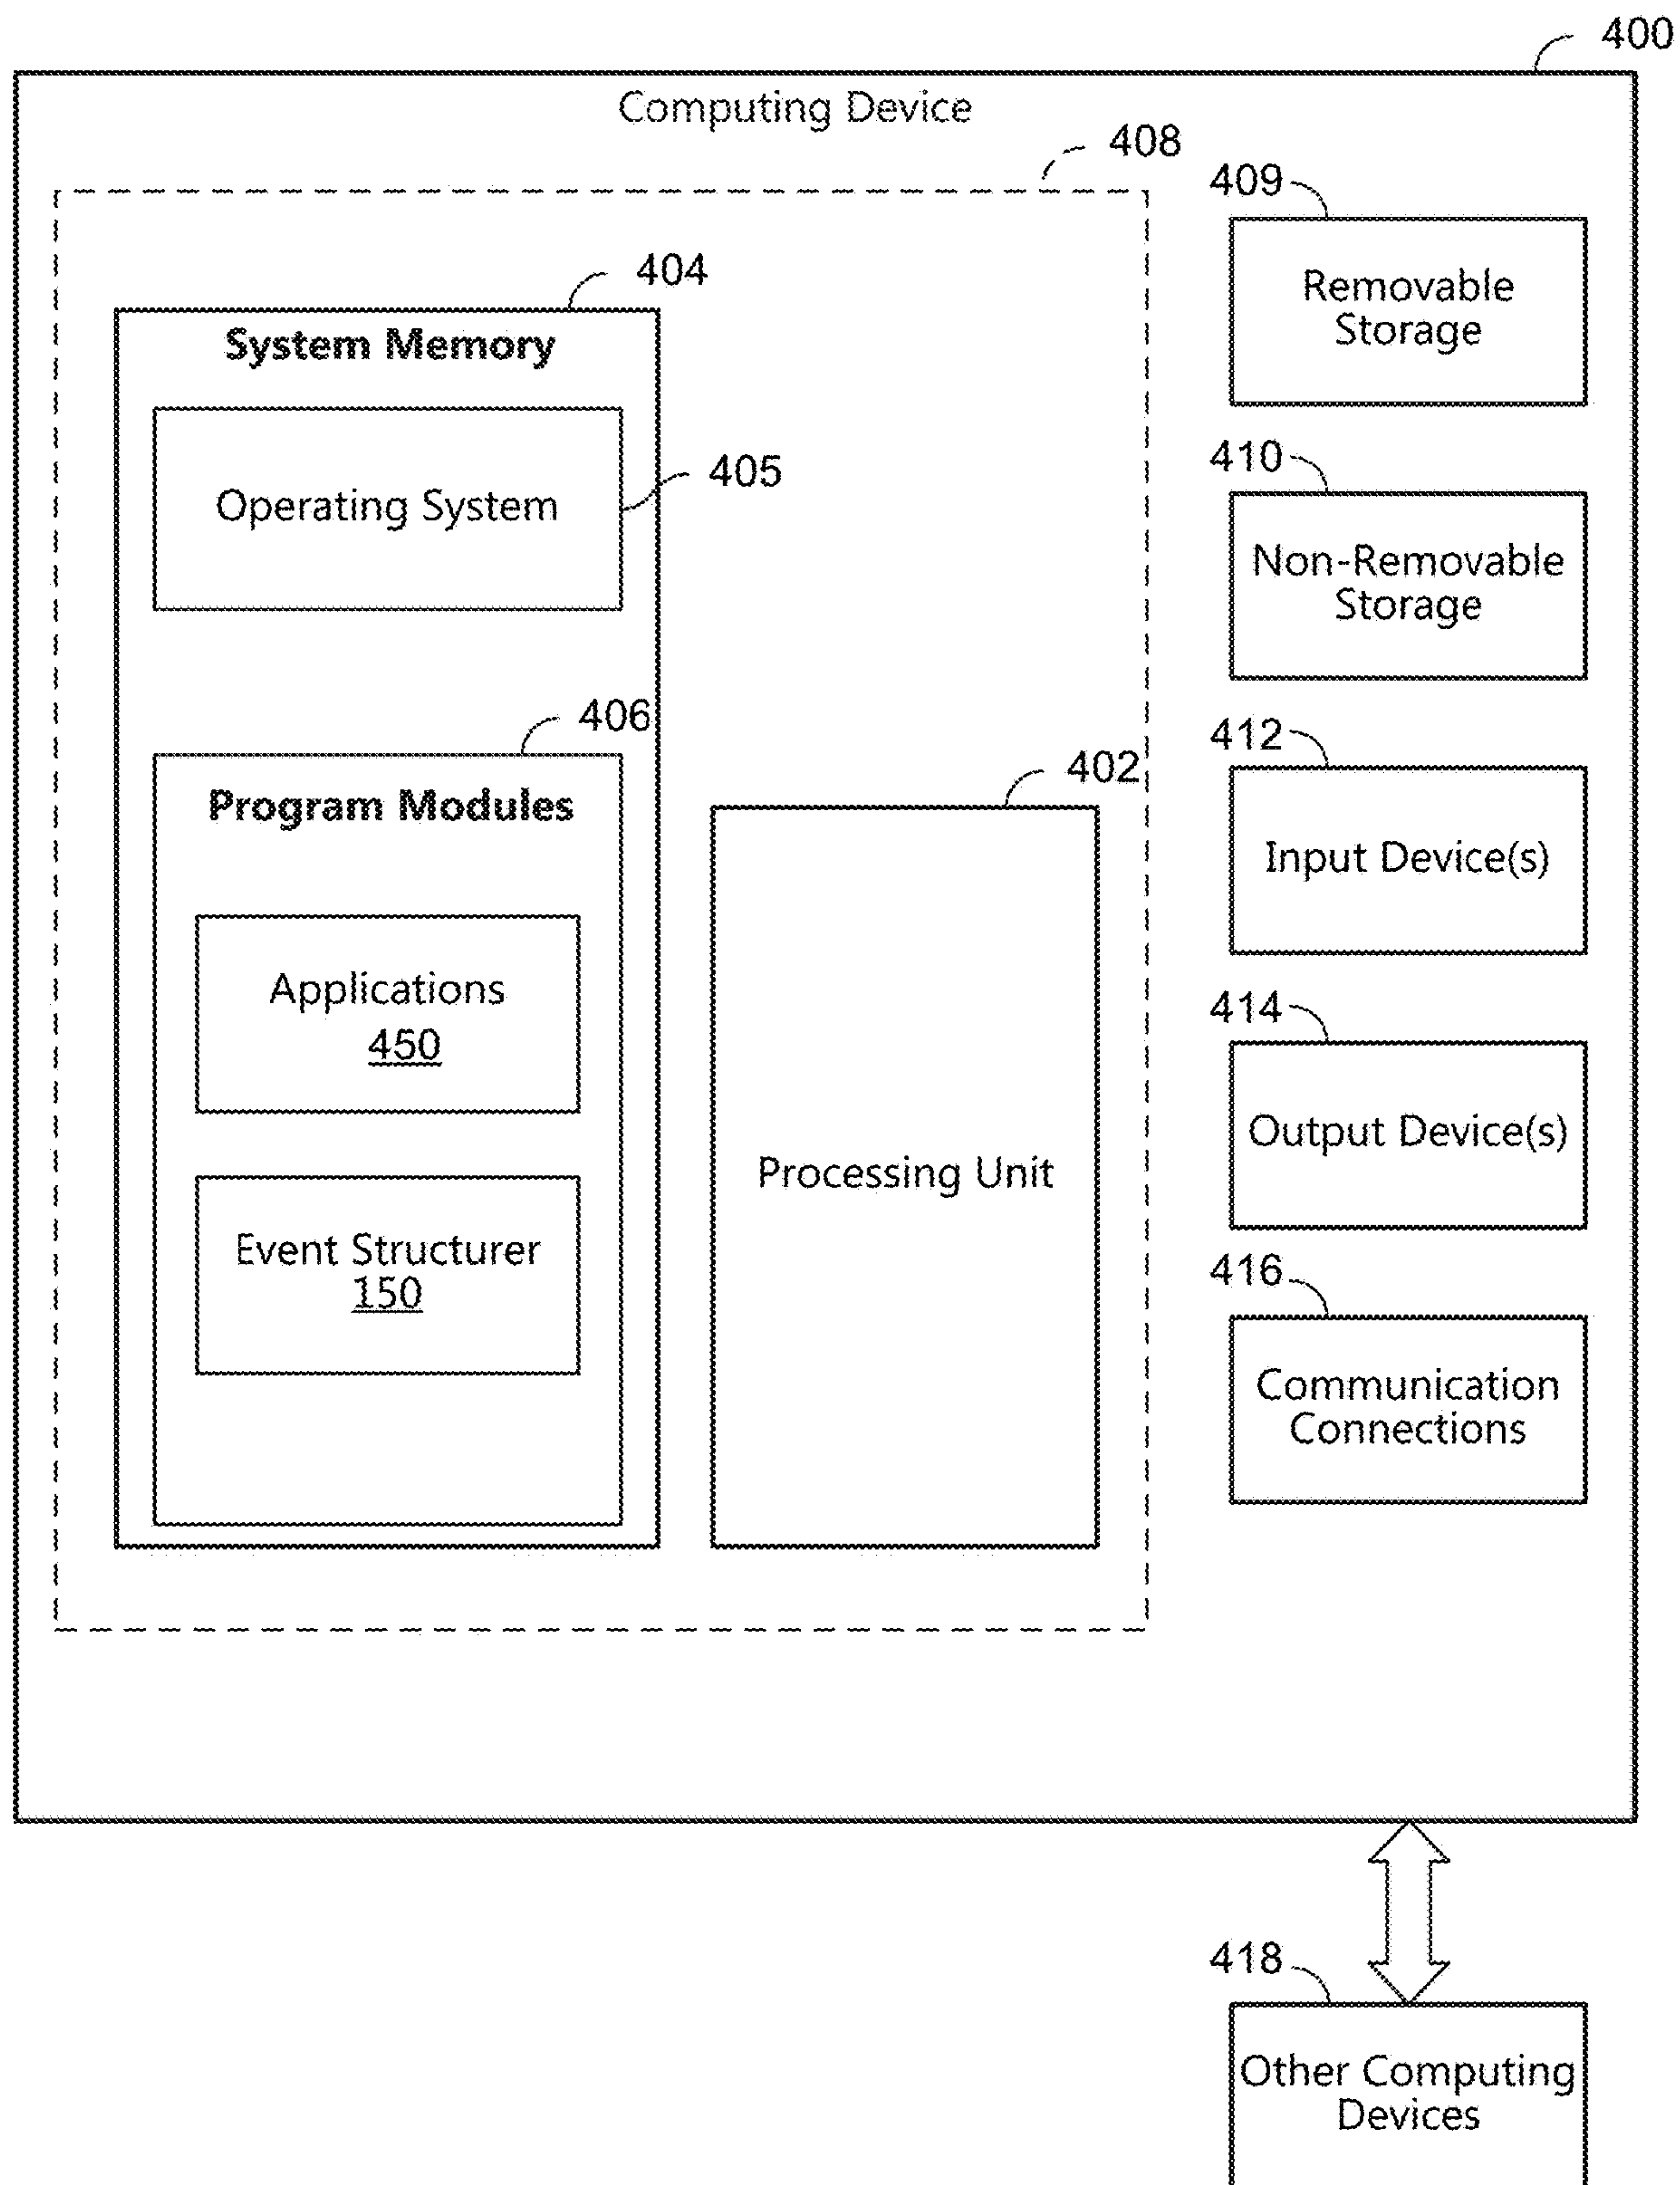 400
Computing Device
408
409
Removable
Storage
404
System Memory
Operating System
405
410
Non-Removable
Storage
406
Program Modules
402
412
Input Device(s)
Applications
450
Processing Unit
414
Output Device(s)
Event Structurer
150
416
Communication
Connections
418
Other Computing
Devices